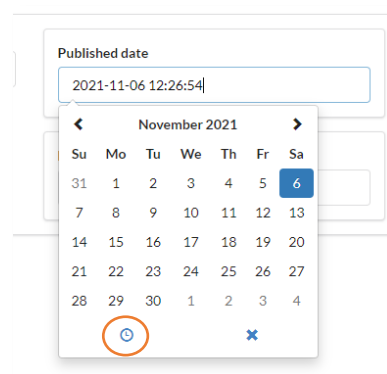 Published date
2021-11-06 12:26:54
November 2021
Su Mo Tu We Th Fr Sa
31 1 2 3 4 5 6
7 8 9 10 11 12 13
14 15 16 17 18 19 20
21 22 23 24 25 26 27
28 29 30 1 2 3 4